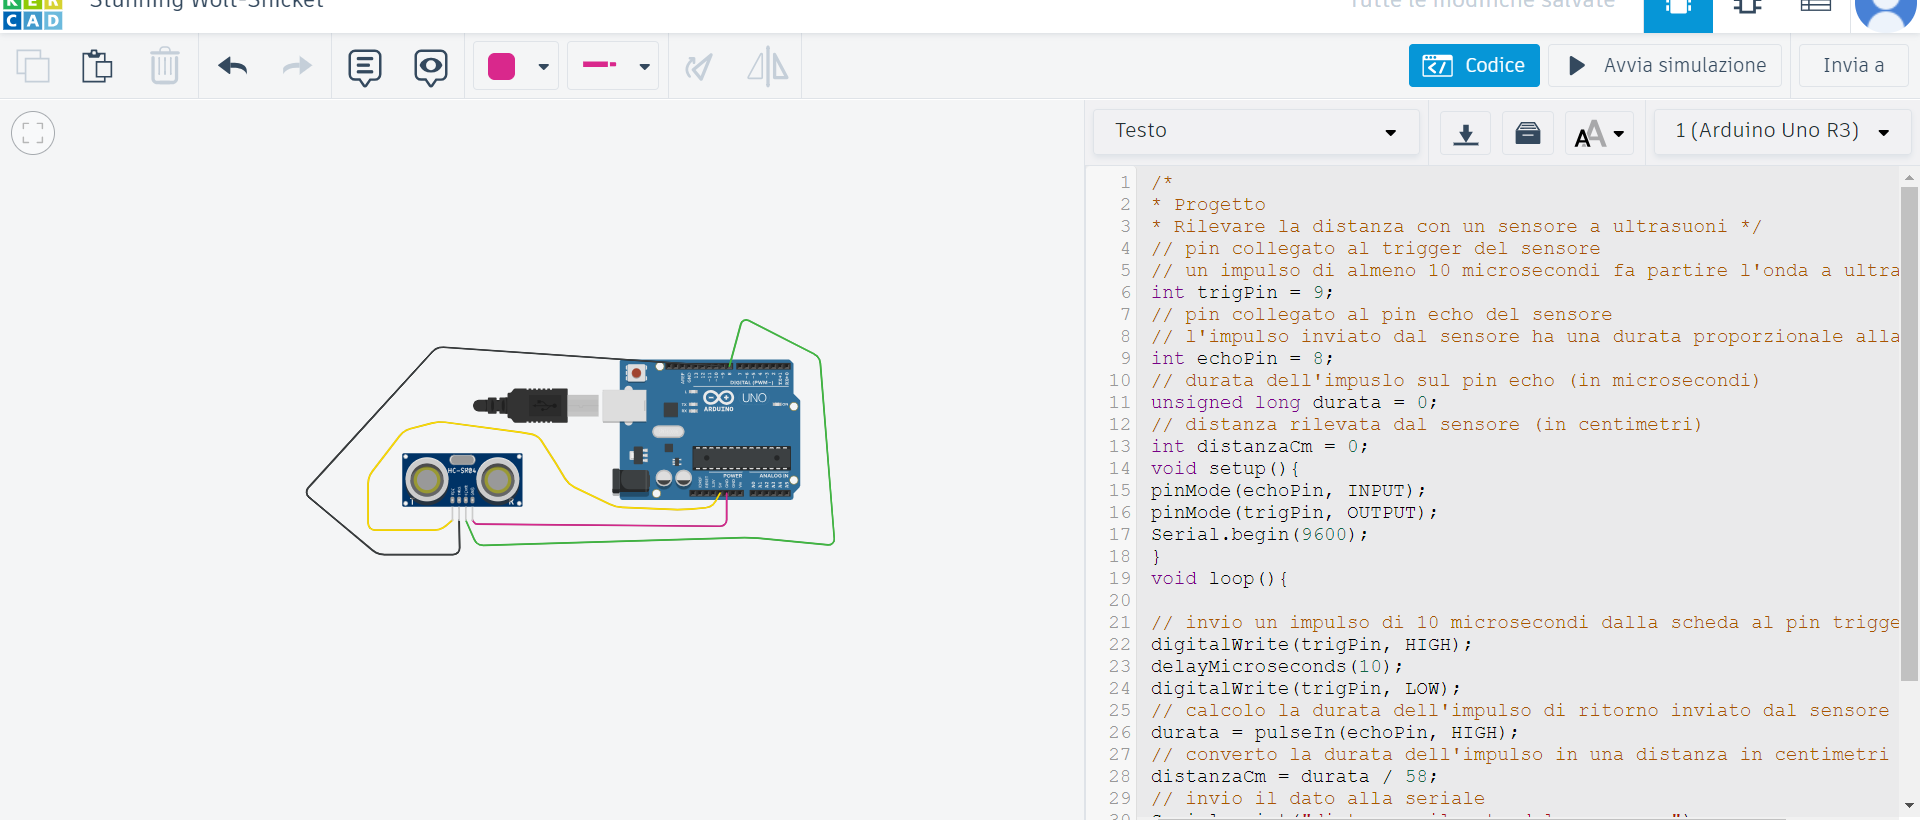 KER
CAD
Tutte le modifiche salvate
Codice
Avvia simulazione
Invia a
Testo
1 (Arduino Uno R3)
1 /*
2 * Progetto
3 * Rilevare la distanza con un sensore a ultrasuoni */
4 // pin collegato al trigger del sensore
5 // un impulso di almeno 10 microsecondi fa partire l'onda a ultra
6 int trigPin = 9;
7 // pin collegato al pin echo del sensore
8 // l'impulso inviato dal sensore ha una durata proporzionale alla
9 int echoPin = 8;
10 // durata dell'impuslo sul pin echo (in microsecondi)
11 unsigned long durata = 0;
12 // distanza rilevata dal sensore (in centimetri)
13 int distanzaCm = 0;
14 void setup(){
15 pinMode(echoPin, INPUT);
16 pinMode(trigPin, OUTPUT);
17 Serial.begin(9600);
18 }
19 void loop(){
20
21 // invio un impulso di 10 microsecondi dalla scheda al pin trigge
22 digitalWrite(trigPin, HIGH);
23 delayMicroseconds(10);
24 digitalWrite(trigPin, LOW);
25 // calcolo la durata dell'impulso di ritorno inviato dal sensore
26 durata = pulseIn(echoPin, HIGH);
27 // converto la durata dell'impulso in una distanza in centimetri
28 distanzaCm = durata / 58;
29 // invio il dato alla seriale
30
DIGITAL (PWM~)
UNO
ARDUINO
HC-SR04
POWER
ANALOG IN